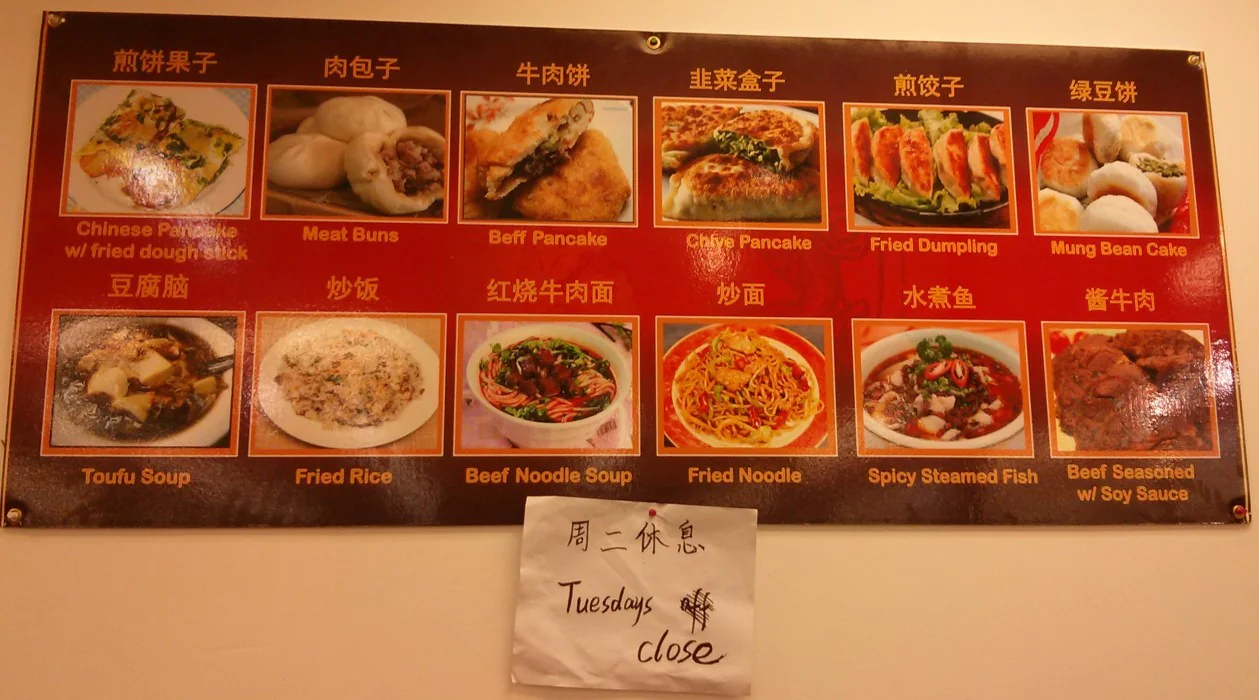 煎饼果子
肉包子
牛肉饼
韭菜盒子
煎饺子
绿豆饼
Chinese Pancake
w/ fried dough stick
Meat Buns
Beff Pancake
Chive Pancake
Fried Dumpling
Mung Bean Cake
豆腐脑
炒饭
红烧牛肉面
炒面
水煮鱼
酱牛肉
Toufu Soup
Fried Rice
Beef Noodle Soup
Fried Noodle
Spicy Steamed Fish
Beef Seasoned
w/ Soy Sauce
周二休息
Tuesdays
close